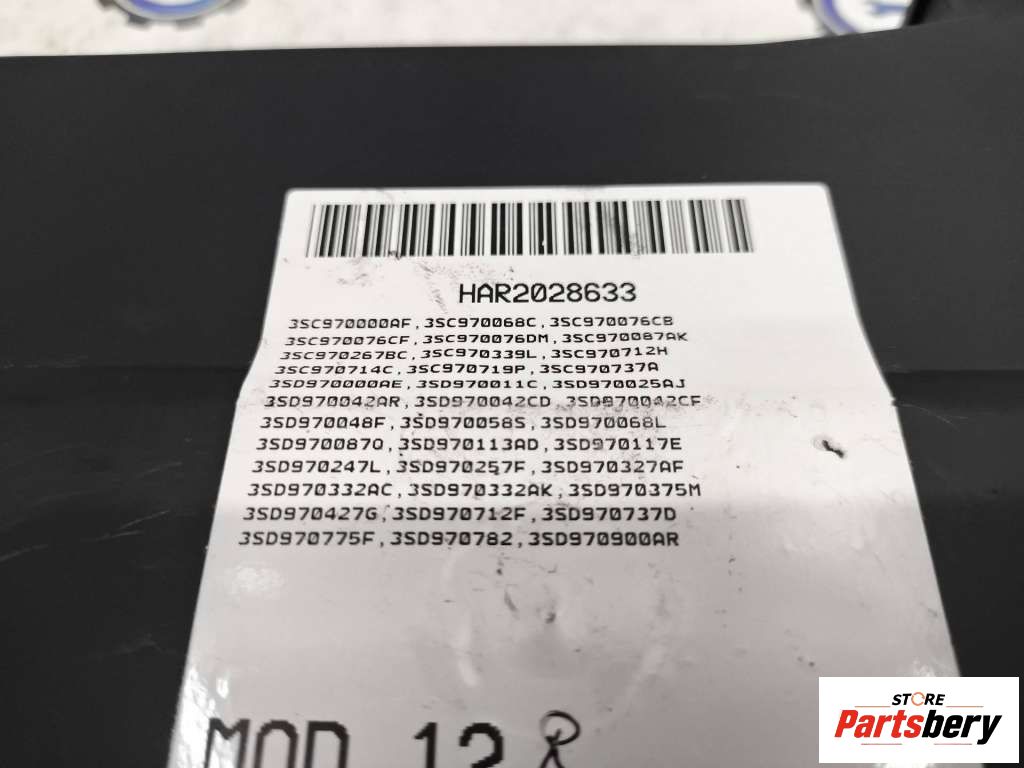 HAR2028633
3SC970000AF,3SC970068C,3SC970076CB
3SC970076CF,3SC970076DM,3SC970087AK
3SC970267BC,3SC970339L,3SC970712H
3SC970714C,3SC970719P,3SC970737A
3SD970000AE,3SD970011C,3SD970025AJ
3SD970042AR,3SD970042CD,3SD970042CF
3SD970048F,3SD970058S,3SD970068L
3SD970087Q,3SD970113AD,3SD970117E
3SD970247L,3SD970257F,3SD970327AF
3SD970332AC,3SD970332AK,3SD970375M
3SD970427G,3SD970712F,3SD970737D
3SD970775F,3SD970782,3SD970900AR
MOD 12 R
STORE
Partsbery